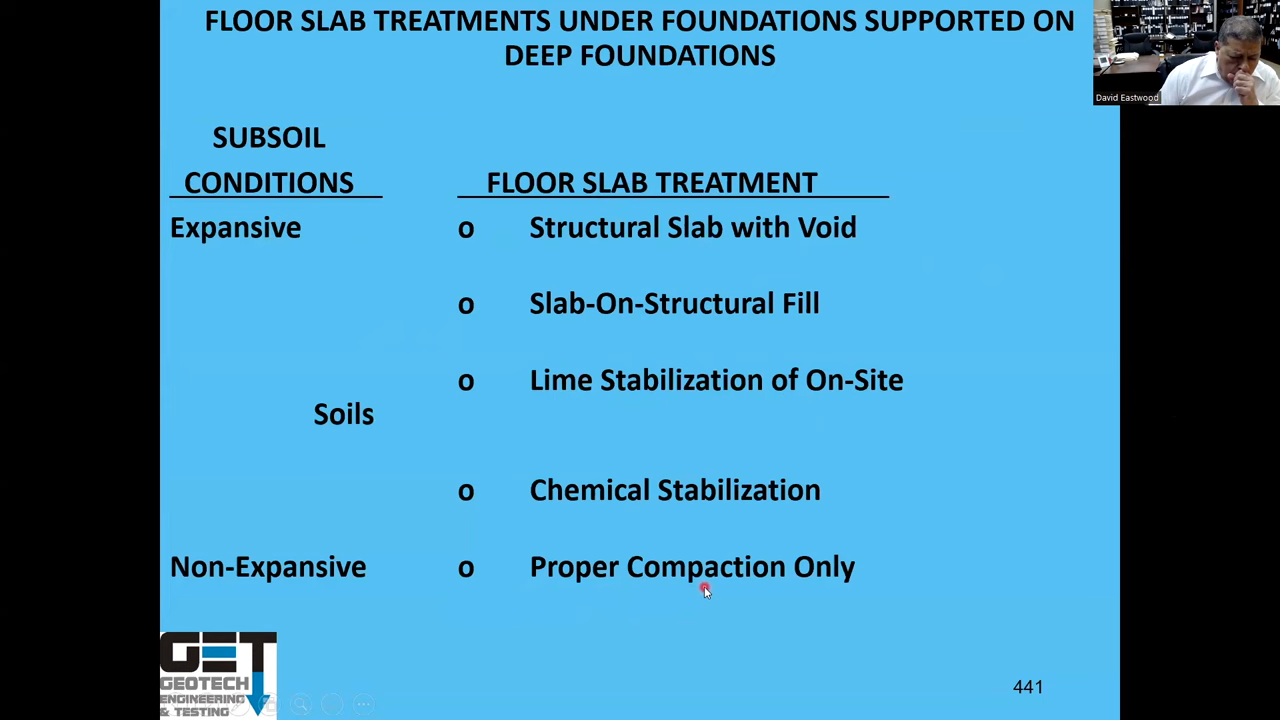 FLOOR SLAB TREATMENTS UNDER FOUNDATIONS SUPPORTED ON
DEEP FOUNDATIONS
David Eastwood
SUBSOIL
CONDITIONS FLOOR SLAB TREATMENT
Expansive o Structural Slab with Void
o Slab-On-Structural Fill
o Lime Stabilization of On-Site
Soils
o Chemical Stabilization
Non-Expansive o Proper Compaction Only
GET
GEOTECH
ENGINEERING
& TESTING
441